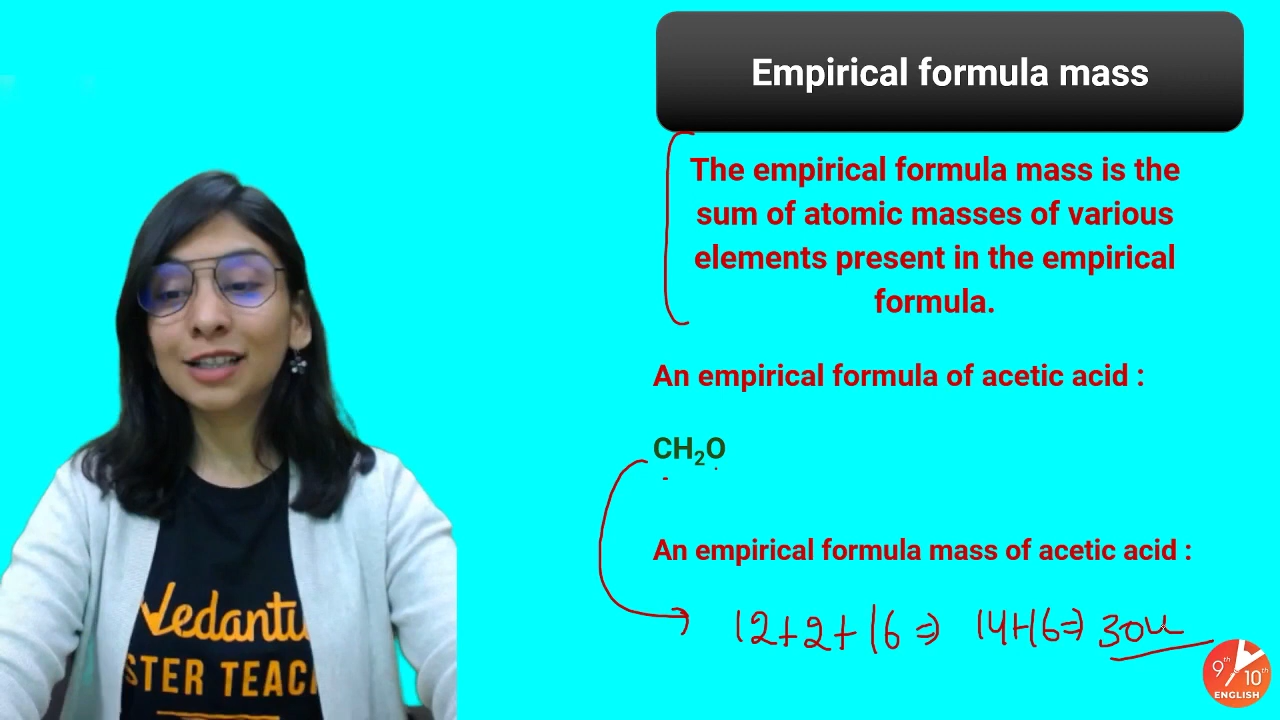 Empirical formula mass
The empirical formula mass is the
sum of atomic masses of various
elements present in the empirical
formula.
An empirical formula of acetic acid :
CH₂O
An empirical formula mass of acetic acid :
12+2+16 ⇒ 14+16 ⇒ 30u
Vedantu
STER TEAC
9th 10th
ENGLISH